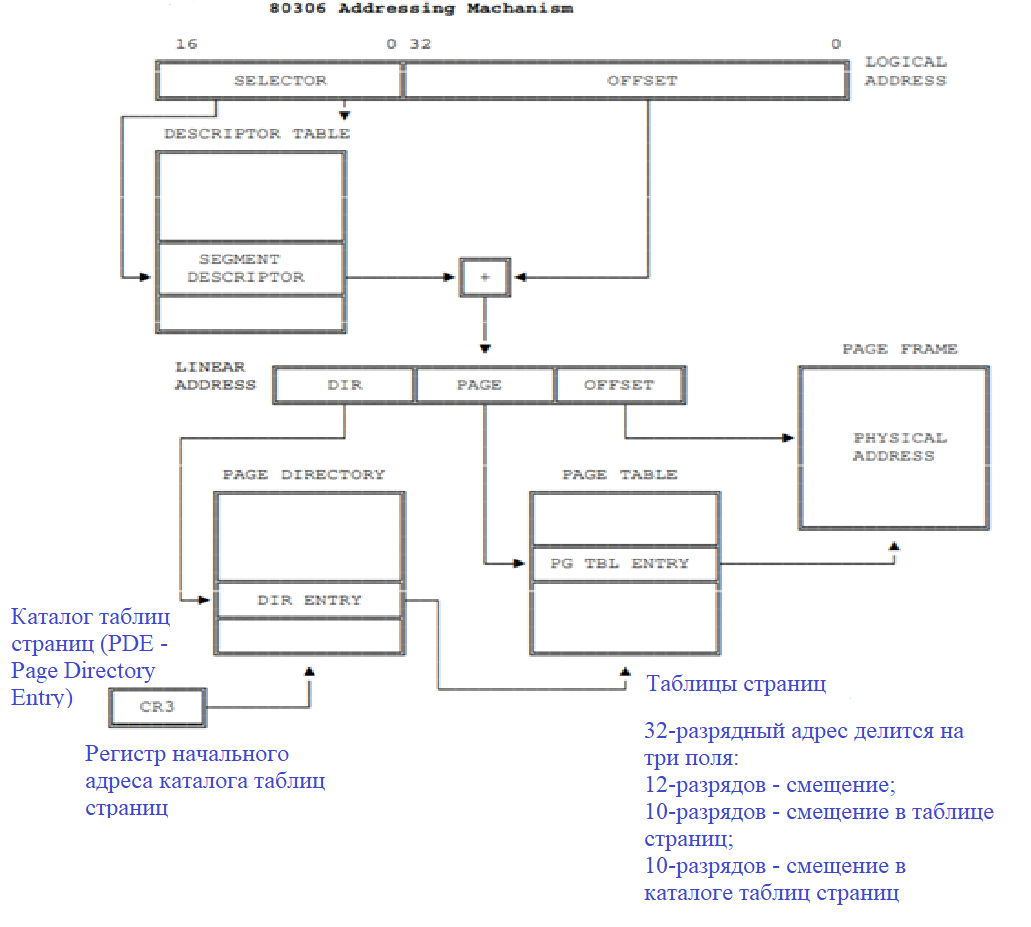 80306 Addressing Machanism
16 0 32 0
SELECTOR OFFSET
LOGICAL
ADDRESS
DESCRIPTOR TABLE
SEGMENT
DESCRIPTOR
+
PAGE FRAME
LINEAR
ADDRESS
DIR PAGE OFFSET
PHYSICAL
ADDRESS
PAGE DIRECTORY
PAGE TABLE
PG TBL ENTRY
DIR ENTRY
Каталог таблиц
страниц (PDE -
Page Directory
Entry)
CR3
Таблицы страниц
Регистр начального
адреса каталога таблиц
страниц
32-разрядный адрес делится на
три поля:
12-разрядов - смещение;
10-разрядов - смещение в таблице
страниц;
10-разрядов - смещение в
каталоге таблиц страниц